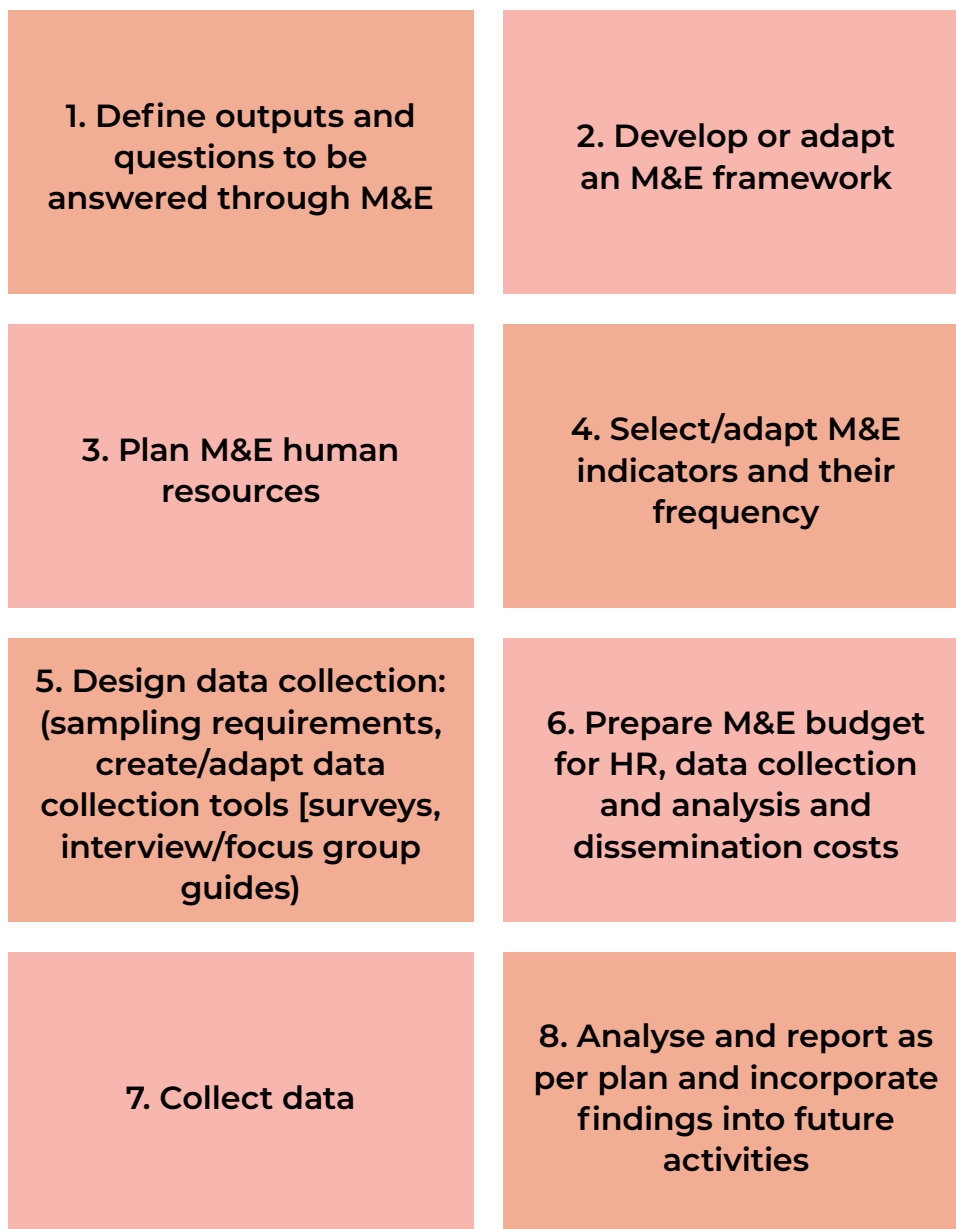 1. Define outputs and
questions to be
answered through M&E
2. Develop or adapt
an M&E framework
3. Plan M&E human
resources
4. Select/adapt M&E
indicators and their
frequency
5. Design data collection:
(sampling requirements,
create/adapt data
collection tools [surveys,
interview/focus group
guides)
6. Prepare M&E budget
for HR, data collection
and analysis and
dissemination costs
7. Collect data
8. Analyse and report as
per plan and incorporate
findings into future
activities